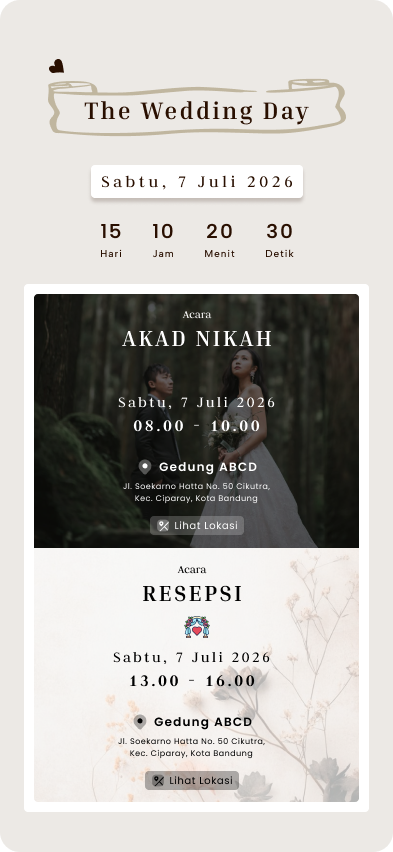 The Wedding Day
Sabtu, 7 Juli 2026
15 10 20 30
Hari Jam Menit Detik
Acara
AKAD NIKAH
Sabtu, 7 Juli 2026
08.00 - 10.00
Gedung ABCD
Jl. Soekarno Hatta No. 50 Cikutra,
Kec. Ciparay, Kota Bandung
Lihat Lokasi
Acara
RESEPSI
Sabtu, 7 Juli 2026
13.00 - 16.00
Gedung ABCD
Jl. Soekarno Hatta No. 50 Cikutra,
Kec. Ciparay, Kota Bandung
Lihat Lokasi